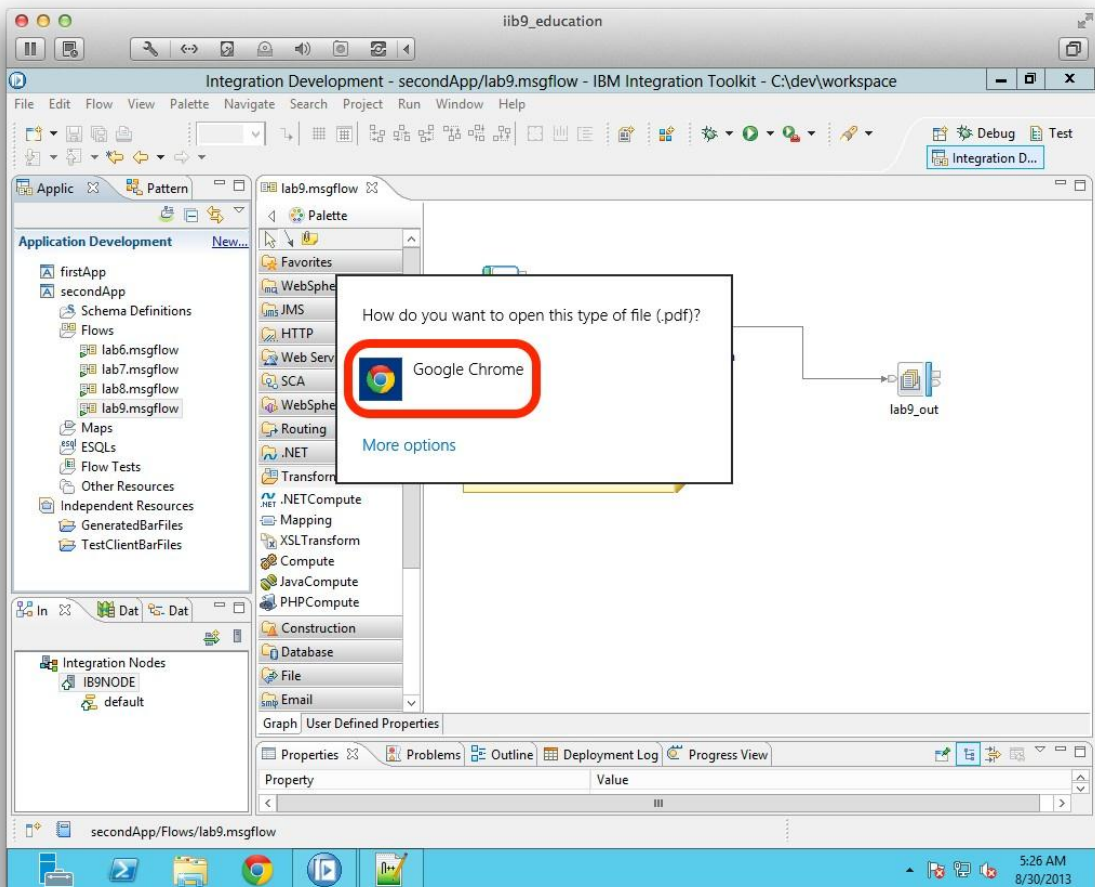 iib9_education
Integration Development - secondApp/lab9.msgflow - IBM Integration Toolkit - C:\dev\workspace
File Edit Flow View Palette Navigate Search Project Run Window Help
Debug Test
Integration D...
Applic Pattern
lab9.msgflow
Palette
Application Development New...
firstApp
secondApp
Schema Definitions
Flows
lab6.msgflow
lab7.msgflow
lab8.msgflow
lab9.msgflow
Maps
ESQLs
Flow Tests
Other Resources
Independent Resources
GeneratedBarFiles
TestClientBarFiles
Favorites
WebSphe
JMS
HTTP
Web Serv
SCA
WebSphe
Routing
.NET
Transform
.NETCompute
Mapping
XSLTransform
Compute
JavaCompute
PHPCompute
Construction
Database
File
Email
How do you want to open this type of file (.pdf)?
Google Chrome
More options
lab9_out
Graph User Defined Properties
In Dat Dat
Integration Nodes
IB9NODE
default
Properties Problems Outline Deployment Log Progress View
Property Value
secondApp/Flows/lab9.msgflow
5:26 AM
8/30/2013